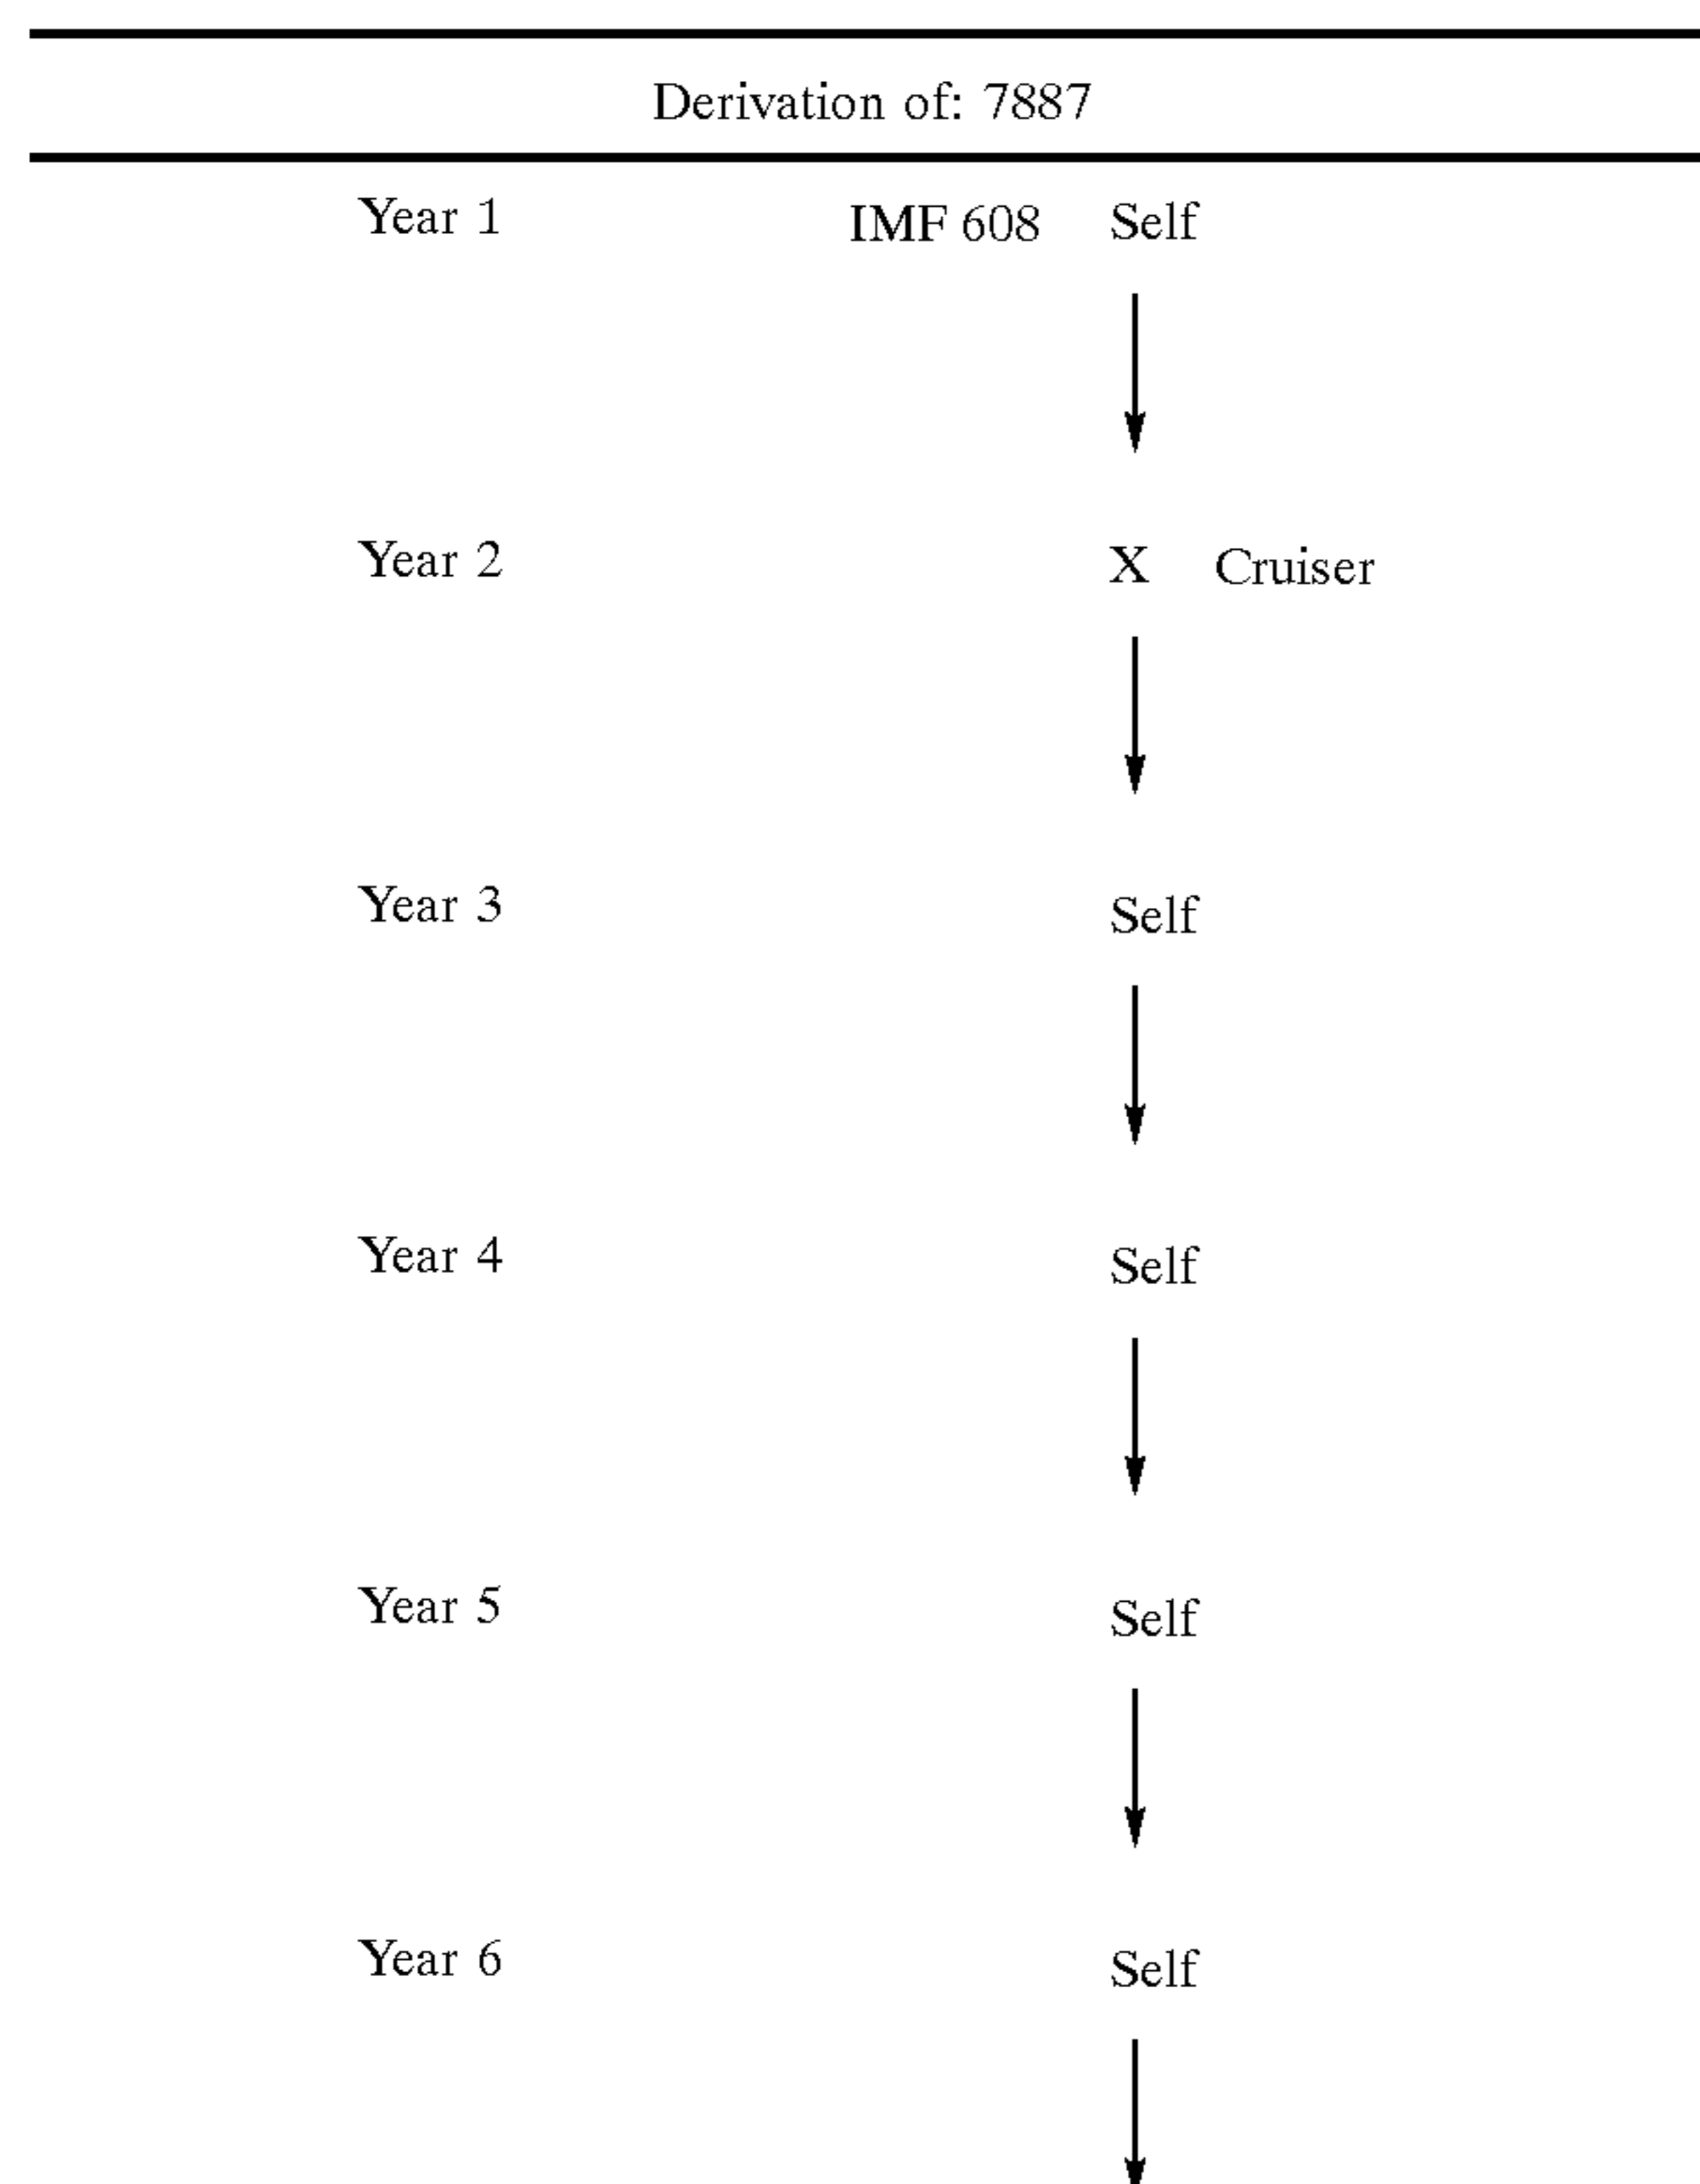 Derivation of: 7887
Year 1 IMF 608 Self
Year 2 X Cruiser
Year 3 Self
Year 4 Self
Year 5 Self
Year 6 Self